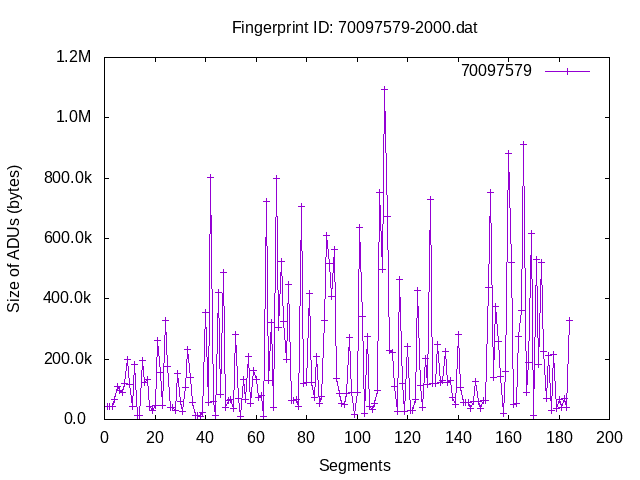 Fingerprint ID: 70097579-2000.dat
70097579
Size of ADUs (bytes)
1.2M
1.0M
800.0k
600.0k
400.0k
200.0k
0.0
0 20 40 60 80 100 120 140 160 180 200
Segments